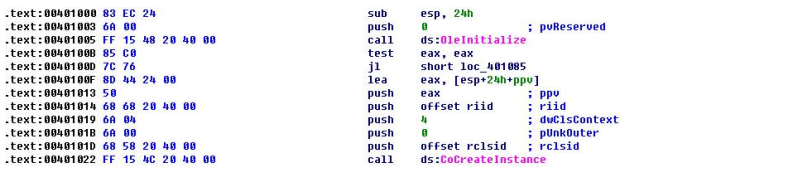 .text:00401000 83 EC 24 sub esp, 24h
.text:00401003 6A 00 push 0 ; pvReserved
.text:00401005 FF 15 48 20 40 00 call ds:OleInitialize
.text:0040100B 85 C0 test eax, eax
.text:0040100D 7C 76 jl short loc_401085
.text:0040100F 8D 44 24 00 lea eax, [esp+24h+ppv]
.text:00401013 50 push eax ; ppv
.text:00401014 68 68 20 40 00 push offset riid ; riid
.text:00401019 6A 04 push 4 ; dwClsContext
.text:0040101B 6A 00 push 0 ; pUnkOuter
.text:0040101D 68 58 20 40 00 push offset rclsid ; rclsid
.text:00401022 FF 15 4C 20 40 00 call ds:CoCreateInstance